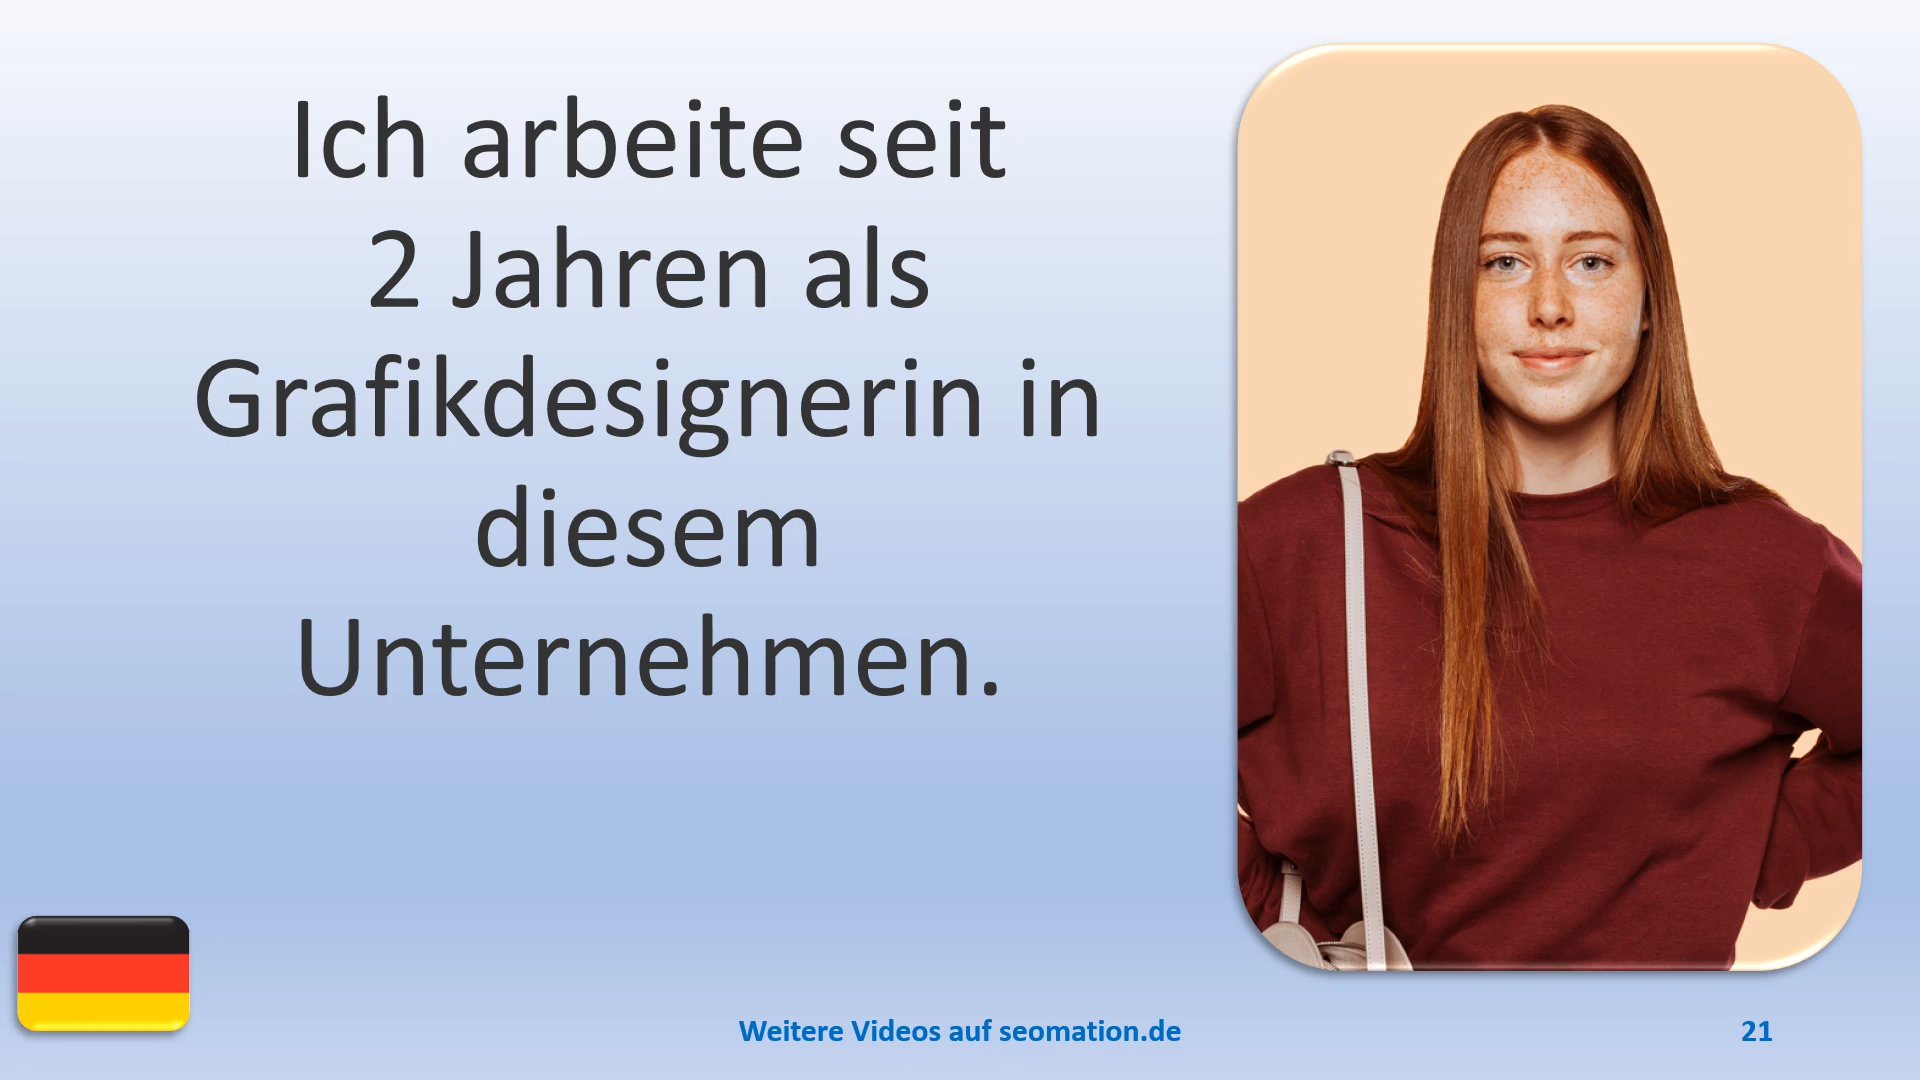 Ich arbeite seit
2 Jahren als
Grafikdesignerin in
diesem
Unternehmen.
Weitere Videos auf seomation.de
21